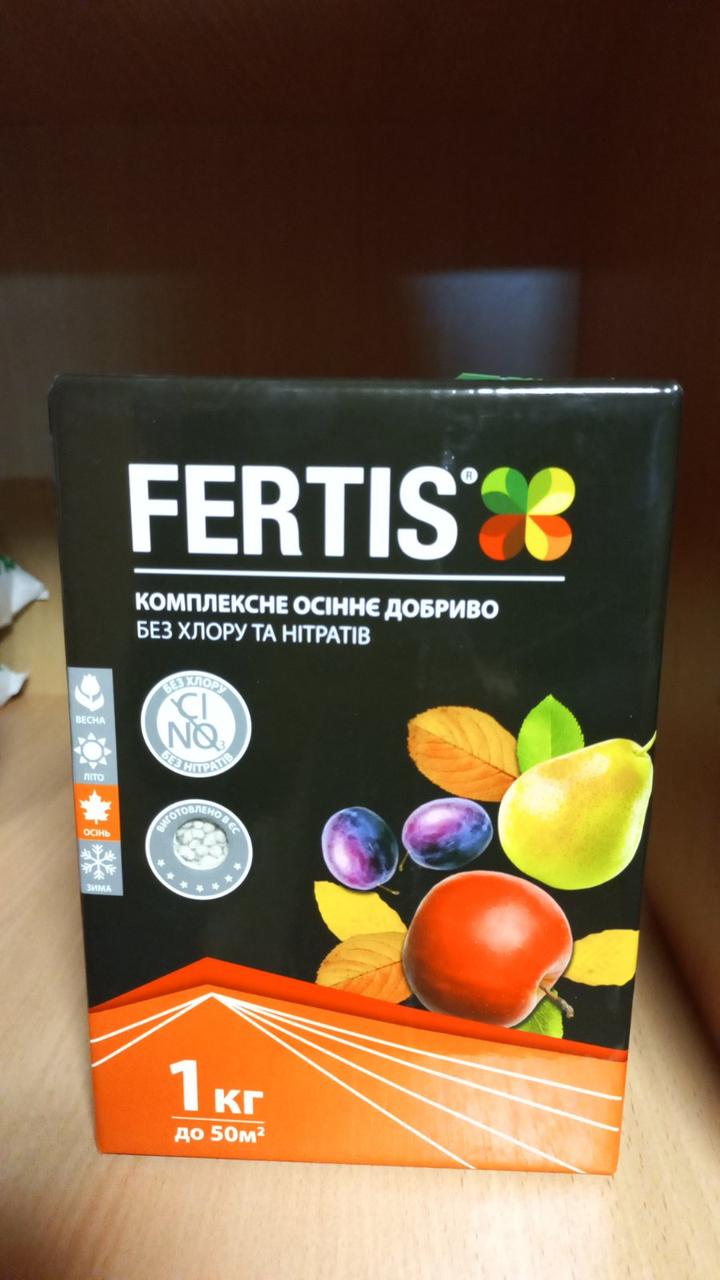 FERTIS®
КОМПЛЕКСНЕ ОСІННЄ ДОБРИВО
БЕЗ ХЛОРУ ТА НІТРАТІВ
ВЕСНА
ЛІТО
ОСІНЬ
ЗИМА
БЕЗ ХЛОРУ
Cl
NO3
БЕЗ НІТРАТІВ
ВИГОТОВЛЕНО В ЄС
1 кг
до 50м²